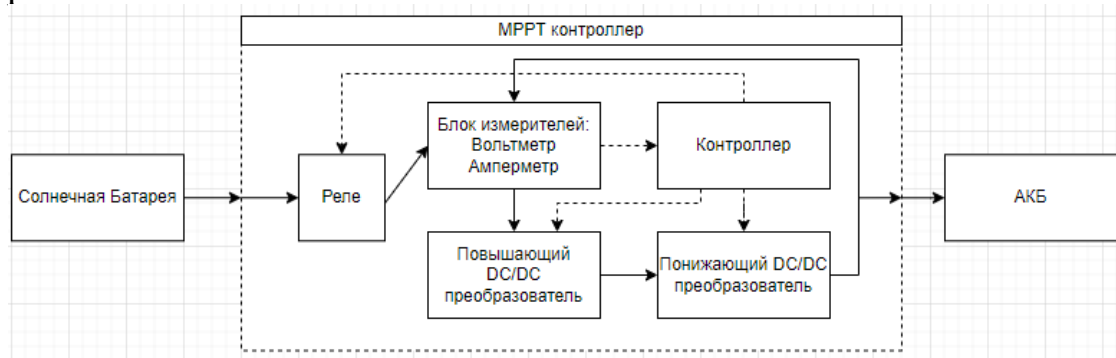 MPPT контроллер
Блок измерителей:
Вольтметр
Амперметр
Контроллер
Солнечная Батарея
Реле
АКБ
Повышающий
DC/DC
преобразователь
Понижающий DC/DC
преобразователь